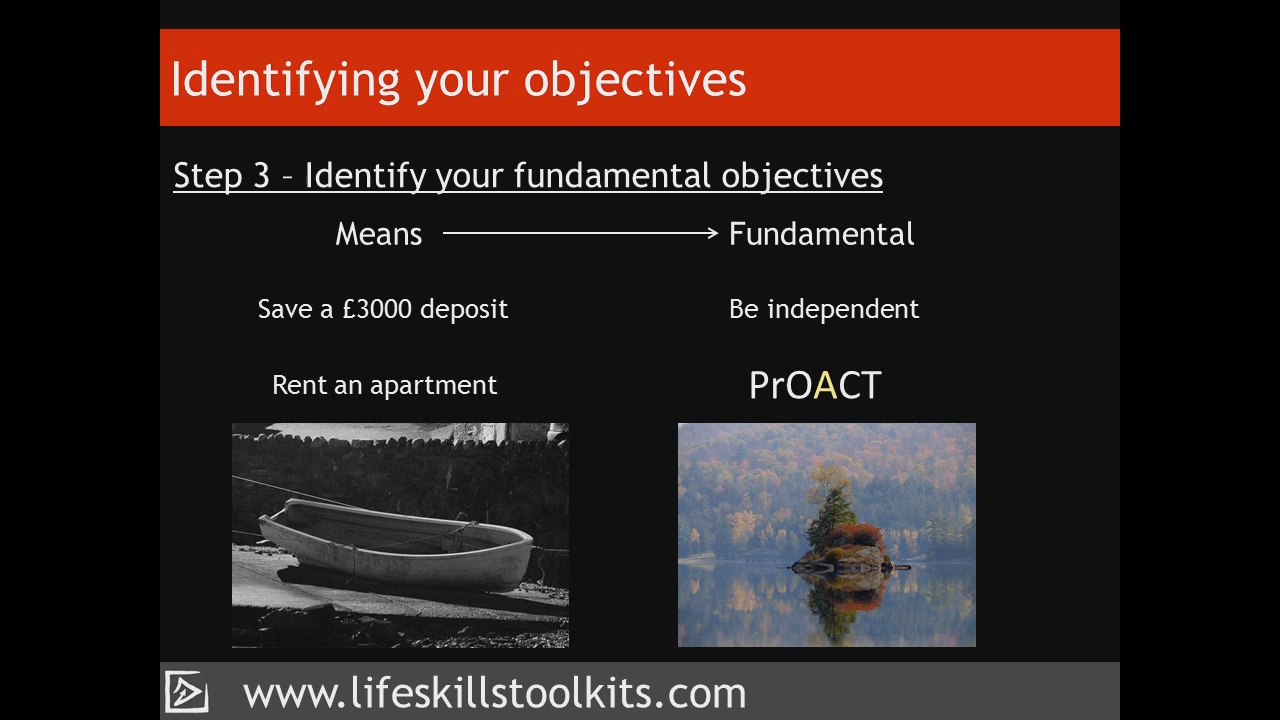 Identifying your objectives
Step 3 – Identify your fundamental objectives
Means Fundamental
Save a £3000 deposit Be independent
Rent an apartment PrOACT
www.lifeskillstoolkits.com